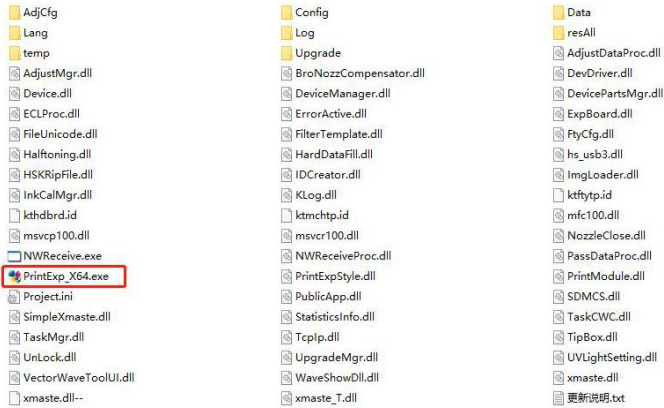 AdjCfg Config Data
Lang Log resAll
temp Upgrade AdjustDataProc.dll
AdjustMgr.dll BroNozzCompensator.dll DevDriver.dll
Device.dll DeviceManager.dll DevicePartsMgr.dll
ECLProc.dll ErrorActive.dll ExpBoard.dll
FileUnicode.dll FilterTemplate.dll FtyCfg.dll
Halftoning.dll HardDataFill.dll hs_usb3.dll
HSKRipFile.dll IDCreator.dll ImgLoader.dll
InkCalMgr.dll KLog.dll ktftytp.id
kthdbrd.id ktmchtp.id mfc100.dll
msvcp100.dll msvcr100.dll NozzleClose.dll
NWReceive.exe NWReceiveProc.dll PassDataProc.dll
PrintExp_X64.exe PrintExpStyle.dll PrintModule.dll
Project.ini PublicApp.dll SDMCS.dll
SimpleXmaste.dll StatisticsInfo.dll TaskCWC.dll
TaskMgr.dll TcpIp.dll TipBox.dll
UnLock.dll UpgradeMgr.dll UVLightSetting.dll
VectorWaveToolUI.dll WaveShowDll.dll xmaste.dll
xmaste.dll-- xmaste_T.dll 更新说明.txt